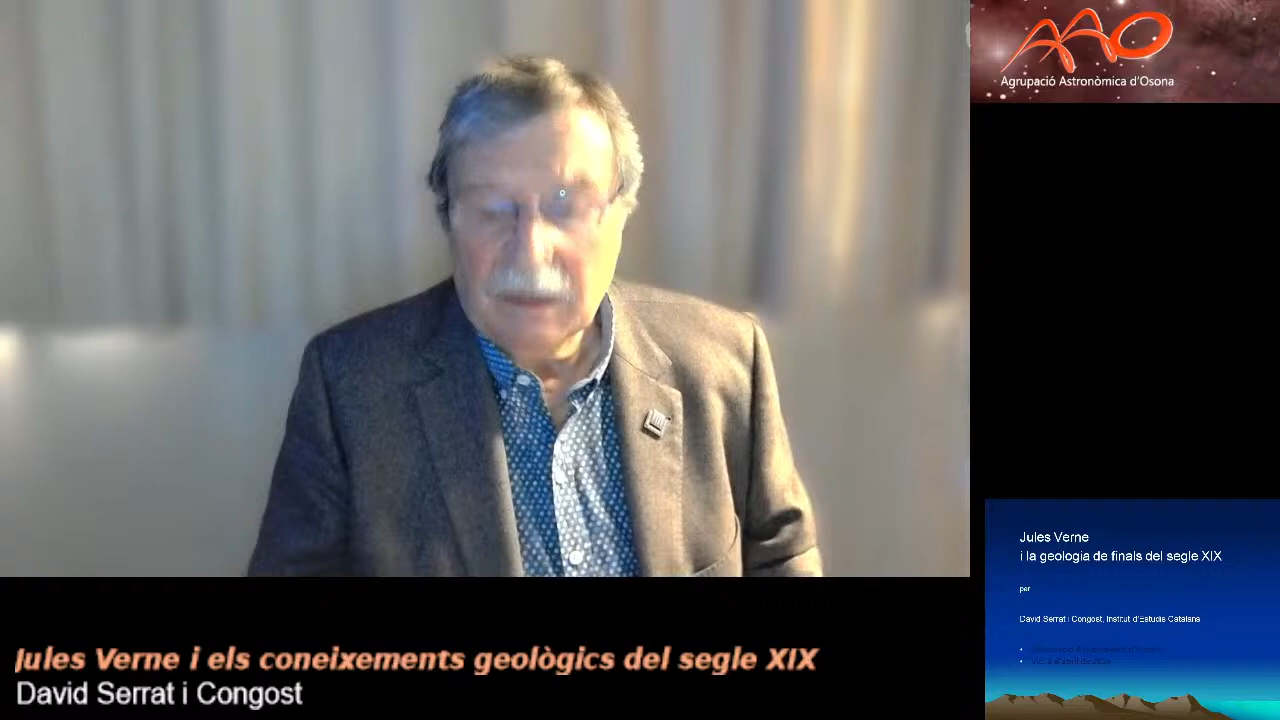 AAO
Agrupació Astronòmica d'Osona
Jules Verne
i la geologia de finals del segle XIX
per
David Serrat i Congost, Institut d'Estudis Catalans
Jules Verne i els coneixements geològics del segle XIX
David Serrat i Congost